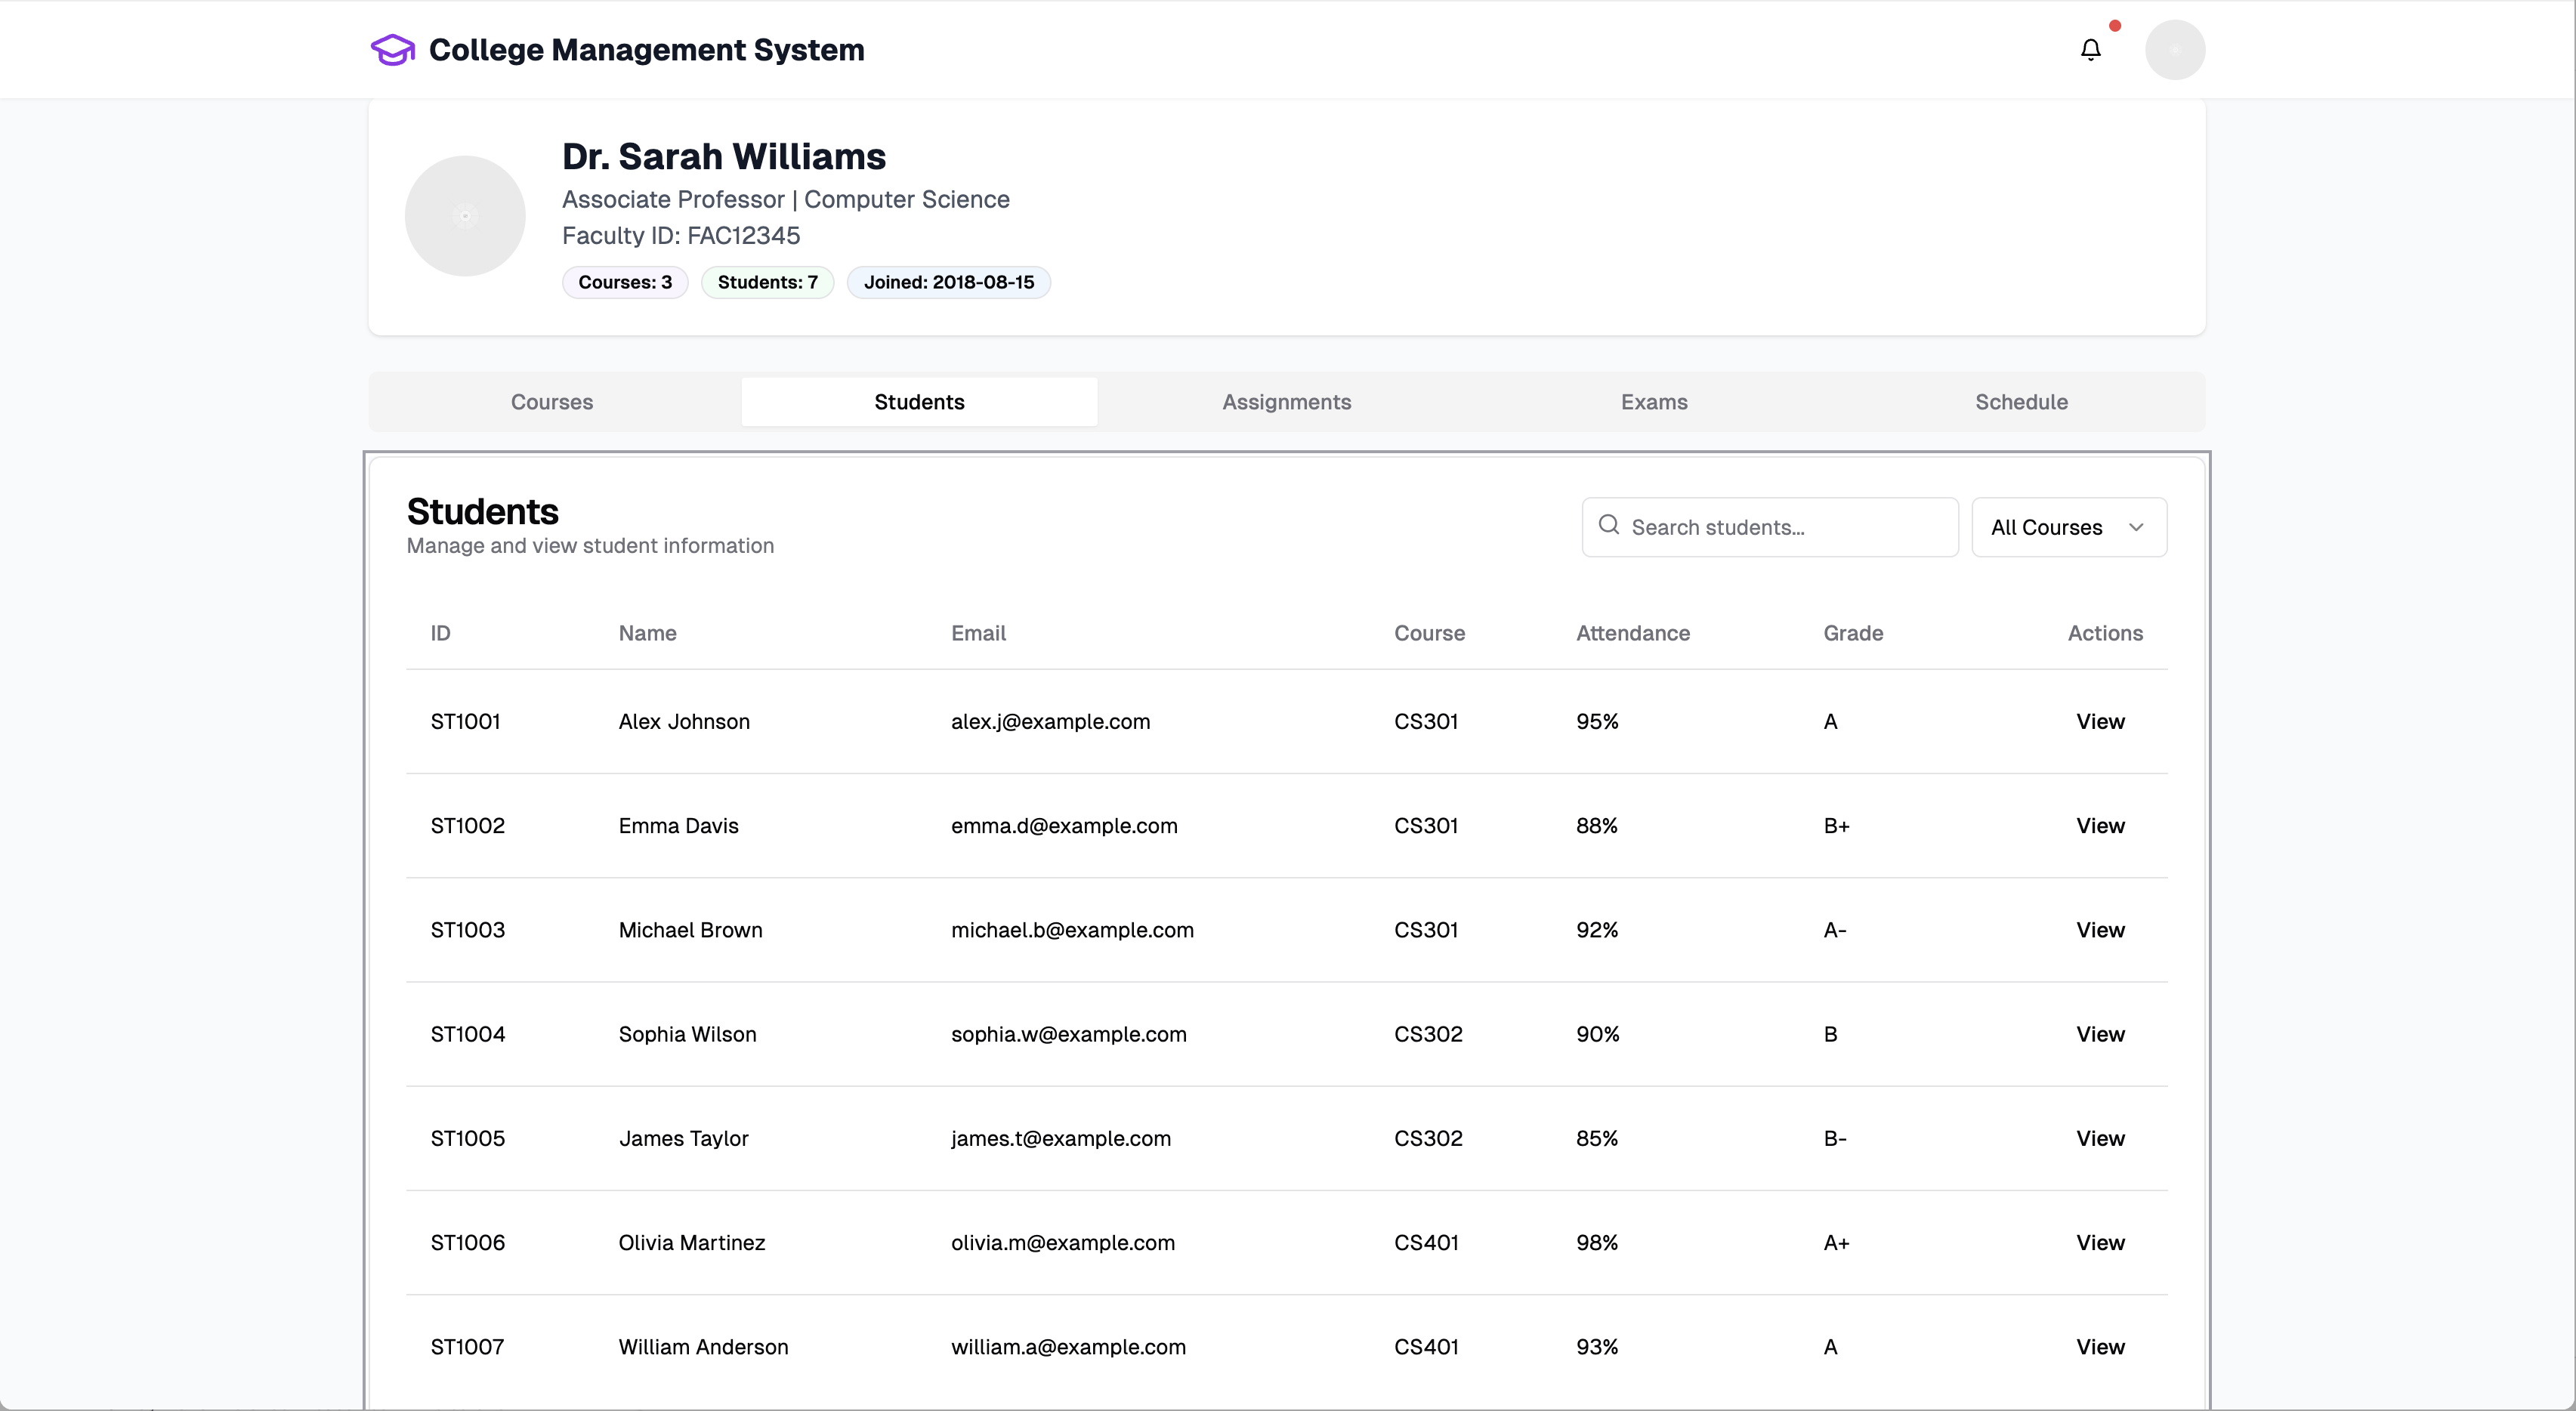 College Management System
Dr. Sarah Williams
Associate Professor | Computer Science
Faculty ID: FAC12345
Courses: 3 Students: 7 Joined: 2018-08-15
Courses Students Assignments Exams Schedule
Students
Manage and view student information
Search students...
All Courses
ID Name Email Course Attendance Grade Actions
ST1001 Alex Johnson alex.j@example.com CS301 95% A View
ST1002 Emma Davis emma.d@example.com CS301 88% B+ View
ST1003 Michael Brown michael.b@example.com CS301 92% A- View
ST1004 Sophia Wilson sophia.w@example.com CS302 90% B View
ST1005 James Taylor james.t@example.com CS302 85% B- View
ST1006 Olivia Martinez olivia.m@example.com CS401 98% A+ View
ST1007 William Anderson william.a@example.com CS401 93% A View